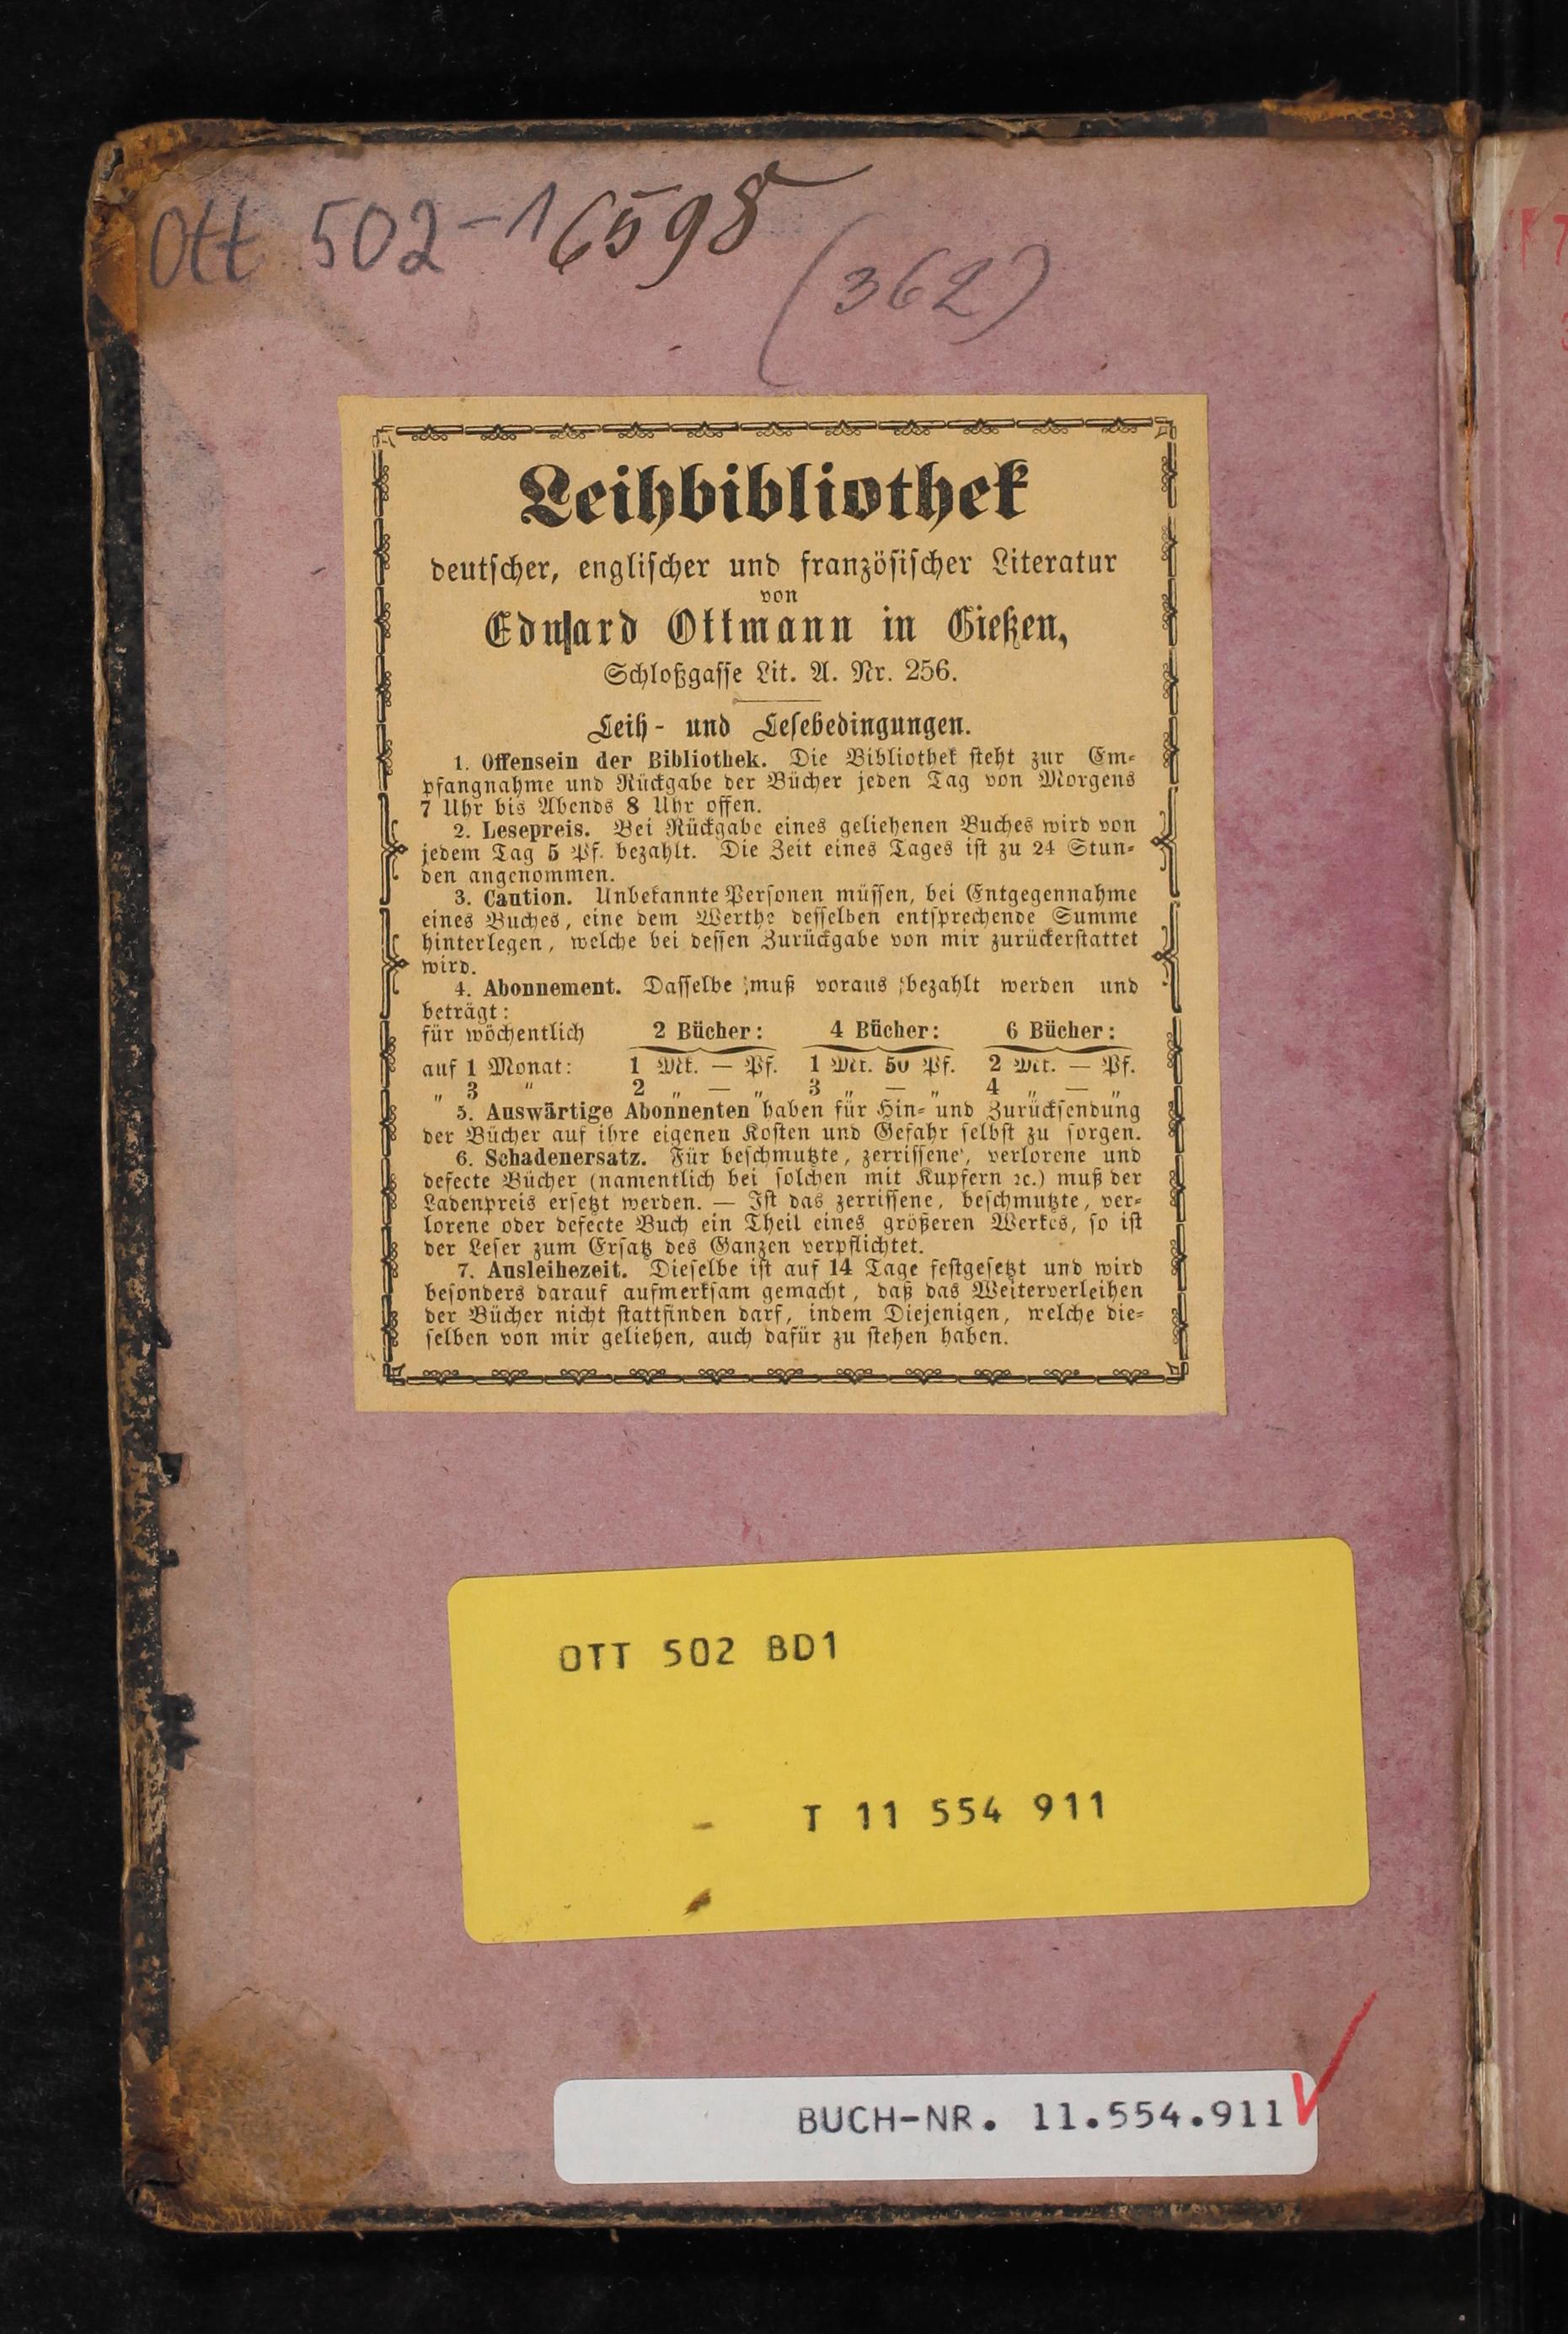 Ott 502-1 6598
(362)
Leihbibliothek
deutscher, englischer und französischer Literatur
von
Eduard Ottmann in Gießen,
Schloßgasse Lit. A. Nr. 256.
Leih- und Lesebedingungen.
1. Offensein der Bibliothek. Die Bibliothek steht zur Em-
pfangnahme und Rückgabe der Bücher jeden Tag von Morgens
7 Uhr bis Abends 8 Uhr offen.
2. Lesepreis. Bei Rückgabe eines geliehenen Buches wird von
jedem Tag 5 Pf. bezahlt. Die Zeit eines Tages ist zu 24 Stun-
den angenommen.
3. Caution. Unbekannte Personen müssen, bei Entgegennahme
eines Buches, eine dem Werthe desselben entsprechende Summe
hinterlegen, welche bei dessen Zurückgabe von mir zurückerstattet
wird.
4. Abonnement. Dasselbe muß voraus bezahlt werden und
beträgt:
für wöchentlich 2 Bücher: 4 Bücher: 6 Bücher:
auf 1 Monat: 1 Mk. — Pf. 1 Mk. 50 Pf. 2 Mk. — Pf.
„ 3 " 2 „ — „ 3 „ — „ 4 „ — „
5. Auswärtige Abonnenten haben für Hin- und Zurücksendung
der Bücher auf ihre eigenen Kosten und Gefahr selbst zu sorgen.
6. Schadenersatz. Für beschmutzte, zerrissene, verlorene und
defecte Bücher (namentlich bei solchen mit Kupfern ꝛc.) muß der
Ladenpreis ersetzt werden. — Ist das zerrissene, beschmutzte, ver-
lorene oder defecte Buch ein Theil eines größeren Werkes, so ist
der Leser zum Ersatz des Ganzen verpflichtet.
7. Ausleihezeit. Dieselbe ist auf 14 Tage festgesetzt und wird
besonders darauf aufmerksam gemacht, daß das Weiterverleihen
der Bücher nicht stattfinden darf, indem Diejenigen, welche die-
selben von mir geliehen, auch dafür zu stehen haben.
OTT 502 BD1
T 11 554 911
BUCH-NR. 11.554.911